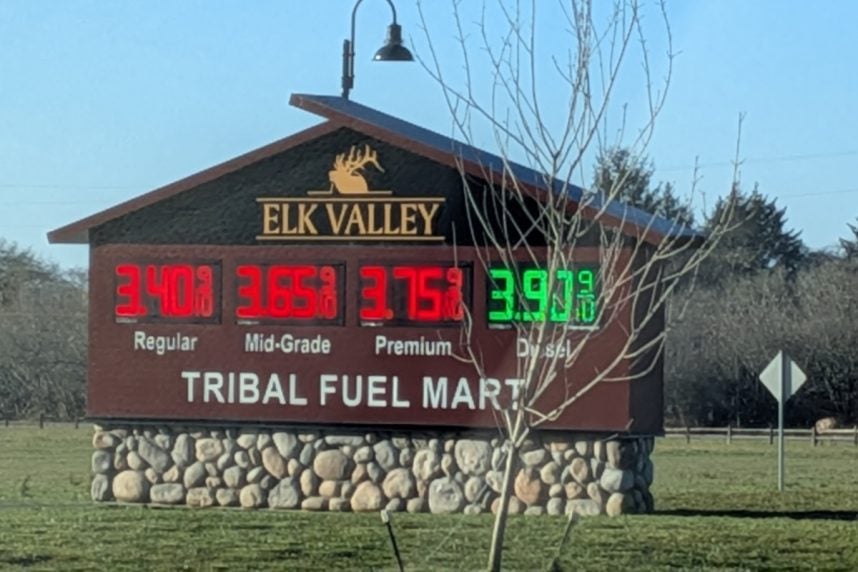 ELK VALLEY
3.40 9/10 3.65 9/10 3.75 9/10 3.90 9/10
Regular Mid-Grade Premium Diesel
TRIBAL FUEL MART